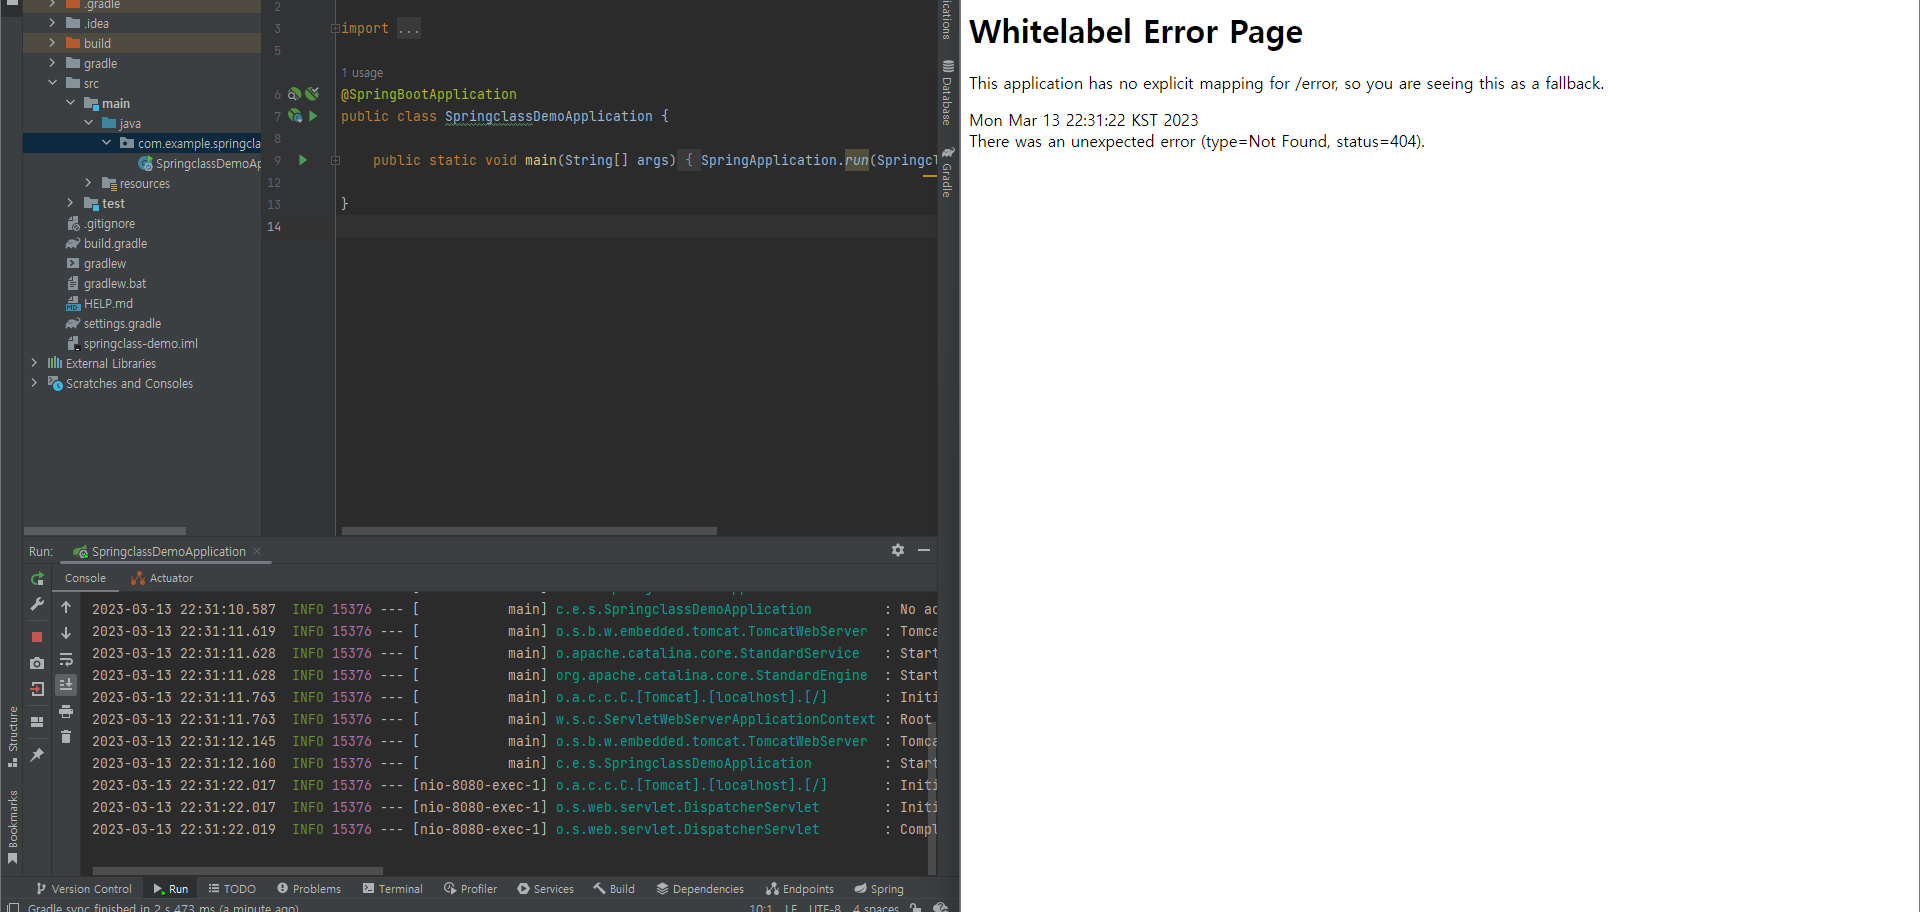 .gradle
.idea
build
gradle
src
main
java
com.example.springcla
SpringclassDemoAp
resources
test
.gitignore
build.gradle
gradlew
gradlew.bat
HELP.md
settings.gradle
springclass-demo.iml
External Libraries
Scratches and Consoles
2
3 import ...
5
1 usage
6 @SpringBootApplication
7 public class SpringclassDemoApplication {
8
9 public static void main(String[] args) { SpringApplication.run(Springcl
12
13 }
14
ications
Database
Gradle
Whitelabel Error Page
This application has no explicit mapping for /error, so you are seeing this as a fallback.
Mon Mar 13 22:31:22 KST 2023
There was an unexpected error (type=Not Found, status=404).
Run: SpringclassDemoApplication
Console Actuator
2023-03-13 22:31:10.587 INFO 15376 --- [ main] c.e.s.SpringclassDemoApplication : No ac
2023-03-13 22:31:11.619 INFO 15376 --- [ main] o.s.b.w.embedded.tomcat.TomcatWebServer : Tomca
2023-03-13 22:31:11.628 INFO 15376 --- [ main] o.apache.catalina.core.StandardService : Start
2023-03-13 22:31:11.628 INFO 15376 --- [ main] org.apache.catalina.core.StandardEngine : Start
2023-03-13 22:31:11.763 INFO 15376 --- [ main] o.a.c.c.C.[Tomcat].[localhost].[/] : Initi
2023-03-13 22:31:11.763 INFO 15376 --- [ main] w.s.c.ServletWebServerApplicationContext : Root
2023-03-13 22:31:12.145 INFO 15376 --- [ main] o.s.b.w.embedded.tomcat.TomcatWebServer : Tomca
2023-03-13 22:31:12.160 INFO 15376 --- [ main] c.e.s.SpringclassDemoApplication : Start
2023-03-13 22:31:22.017 INFO 15376 --- [nio-8080-exec-1] o.a.c.c.C.[Tomcat].[localhost].[/] : Initi
2023-03-13 22:31:22.017 INFO 15376 --- [nio-8080-exec-1] o.s.web.servlet.DispatcherServlet : Initi
2023-03-13 22:31:22.019 INFO 15376 --- [nio-8080-exec-1] o.s.web.servlet.DispatcherServlet : Compl
Structure
Bookmarks
Version Control Run TODO Problems Terminal Profiler Services Build Dependencies Endpoints Spring
Gradle sync finished in 2 s 473 ms (a minute ago) 10:1 LF UTF-8 4 spaces